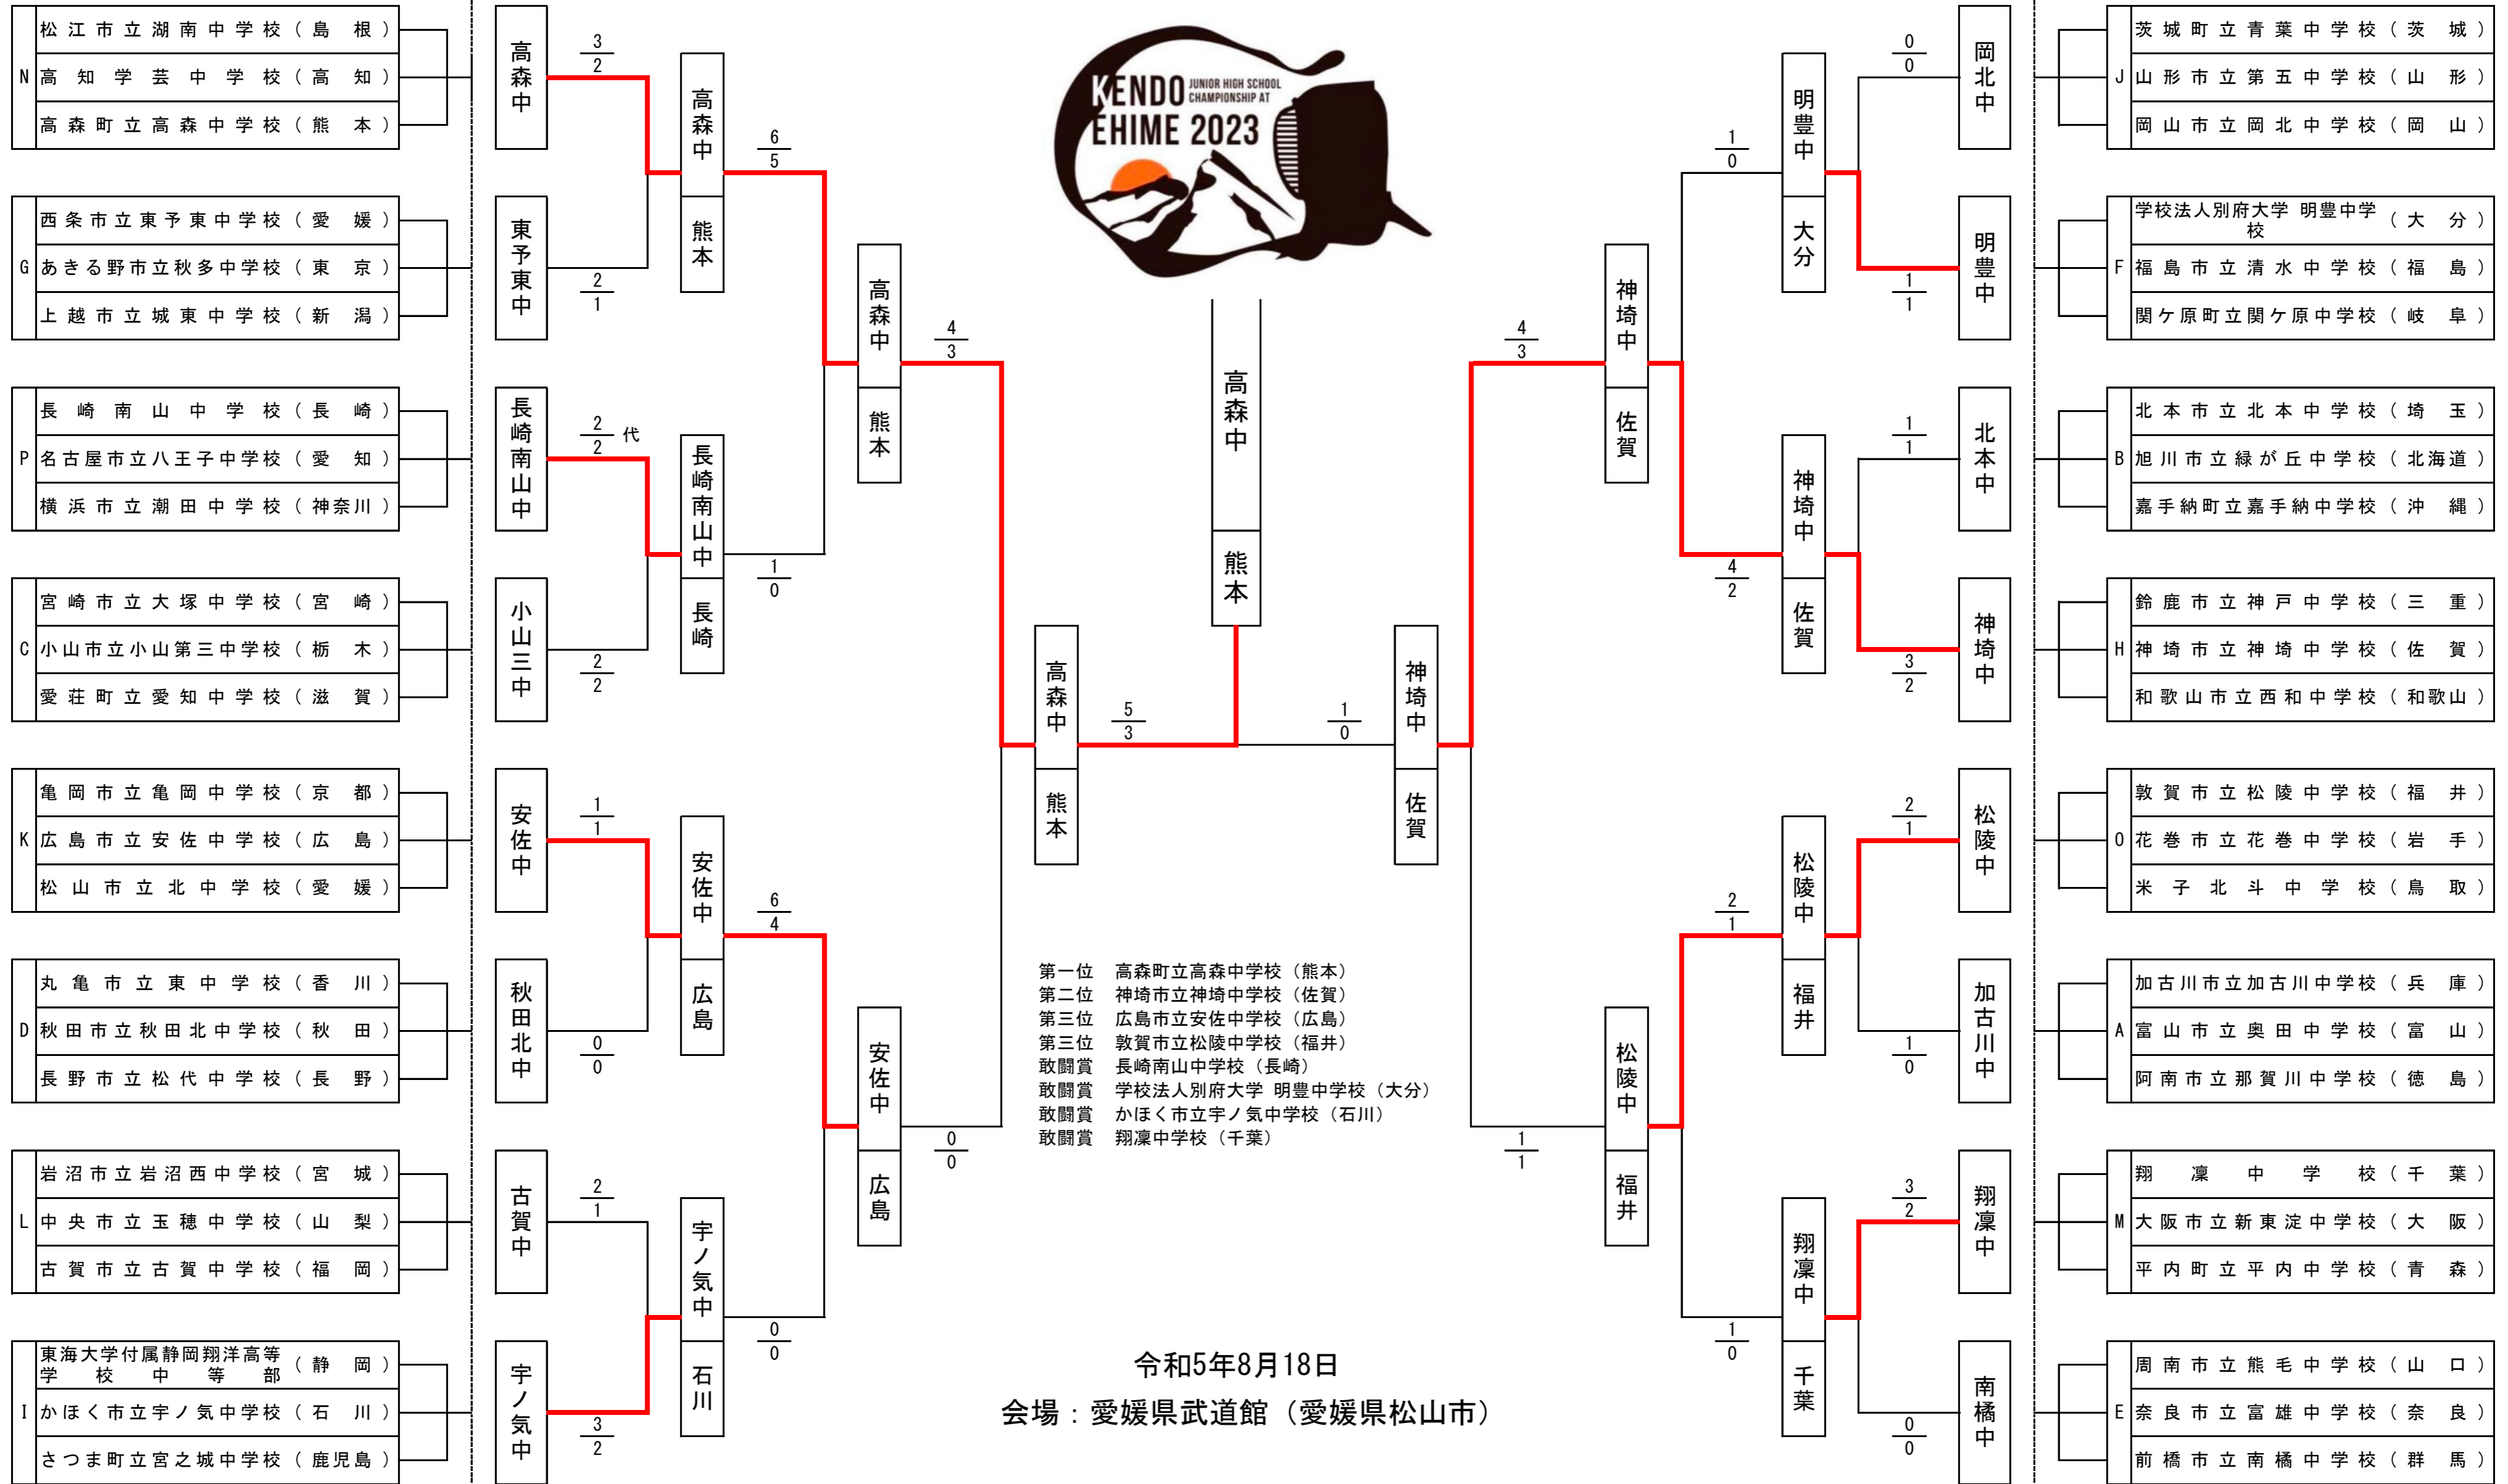 N
松江市立湖南中学校（島根）
高知学芸中学校（高知）
高森町立高森中学校（熊本）
G
西条市立東予東中学校（愛媛）
あきる野市立秋多中学校（東京）
上越市立城東中学校（新潟）
P
長崎南山中学校（長崎）
名古屋市立八王子中学校（愛知）
横浜市立潮田中学校（神奈川）
C
宮崎市立大塚中学校（宮崎）
小山市立小山第三中学校（栃木）
愛荘町立愛知中学校（滋賀）
K
亀岡市立亀岡中学校（京都）
広島市立安佐中学校（広島）
松山市立北中学校（愛媛）
D
丸亀市立東中学校（香川）
秋田市立秋田北中学校（秋田）
長野市立松代中学校（長野）
L
岩沼市立岩沼西中学校（宮城）
中央市立玉穂中学校（山梨）
古賀市立古賀中学校（福岡）
I
東海大学付属静岡翔洋高等
学校中等部（静岡）
かほく市立宇ノ気中学校（石川）
さつま町立宮之城中学校（鹿児島）
高森中
3
2
東予東中
2
1
長崎南山中
2
2
代
小山三中
2
2
安佐中
1
1
秋田北中
0
0
古賀中
2
1
宇ノ気中
3
2
高森中
熊本
6
5
長崎南山中
長崎
1
0
安佐中
広島
6
4
宇ノ気中
石川
0
0
高森中
熊本
4
3
安佐中
広島
0
0
高森中
熊本
5
3
KENDO JUNIOR HIGH SCHOOL
CHAMPIONSHIP AT
EHIME 2023
高森中
熊本
第一位 高森町立高森中学校（熊本）
第二位 神埼市立神埼中学校（佐賀）
第三位 広島市立安佐中学校（広島）
第三位 敦賀市立松陵中学校（福井）
敢闘賞 長崎南山中学校（長崎）
敢闘賞 学校法人別府大学 明豊中学校（大分）
敢闘賞 かほく市立宇ノ気中学校（石川）
敢闘賞 翔凜中学校（千葉）
令和5年8月18日
会場：愛媛県武道館（愛媛県松山市）
1
0
神埼中
佐賀
4
3
神埼中
佐賀
1
1
松陵中
福井
1
0
明豊中
大分
4
2
神埼中
佐賀
2
1
松陵中
福井
1
0
翔凜中
千葉
0
0
岡北中
1
1
明豊中
1
1
北本中
3
2
神埼中
2
1
松陵中
1
0
加古川中
3
2
翔凜中
0
0
南橘中
J
茨城町立青葉中学校（茨城）
山形市立第五中学校（山形）
岡山市立岡北中学校（岡山）
F
学校法人別府大学 明豊中学
校（大分）
福島市立清水中学校（福島）
関ケ原町立関ケ原中学校（岐阜）
B
北本市立北本中学校（埼玉）
旭川市立緑が丘中学校（北海道）
嘉手納町立嘉手納中学校（沖縄）
H
鈴鹿市立神戸中学校（三重）
神埼市立神埼中学校（佐賀）
和歌山市立西和中学校（和歌山）
O
敦賀市立松陵中学校（福井）
花巻市立花巻中学校（岩手）
米子北斗中学校（鳥取）
A
加古川市立加古川中学校（兵庫）
富山市立奥田中学校（富山）
阿南市立那賀川中学校（徳島）
M
翔凜中学校（千葉）
大阪市立新東淀中学校（大阪）
平内町立平内中学校（青森）
E
周南市立熊毛中学校（山口）
奈良市立富雄中学校（奈良）
前橋市立南橘中学校（群馬）